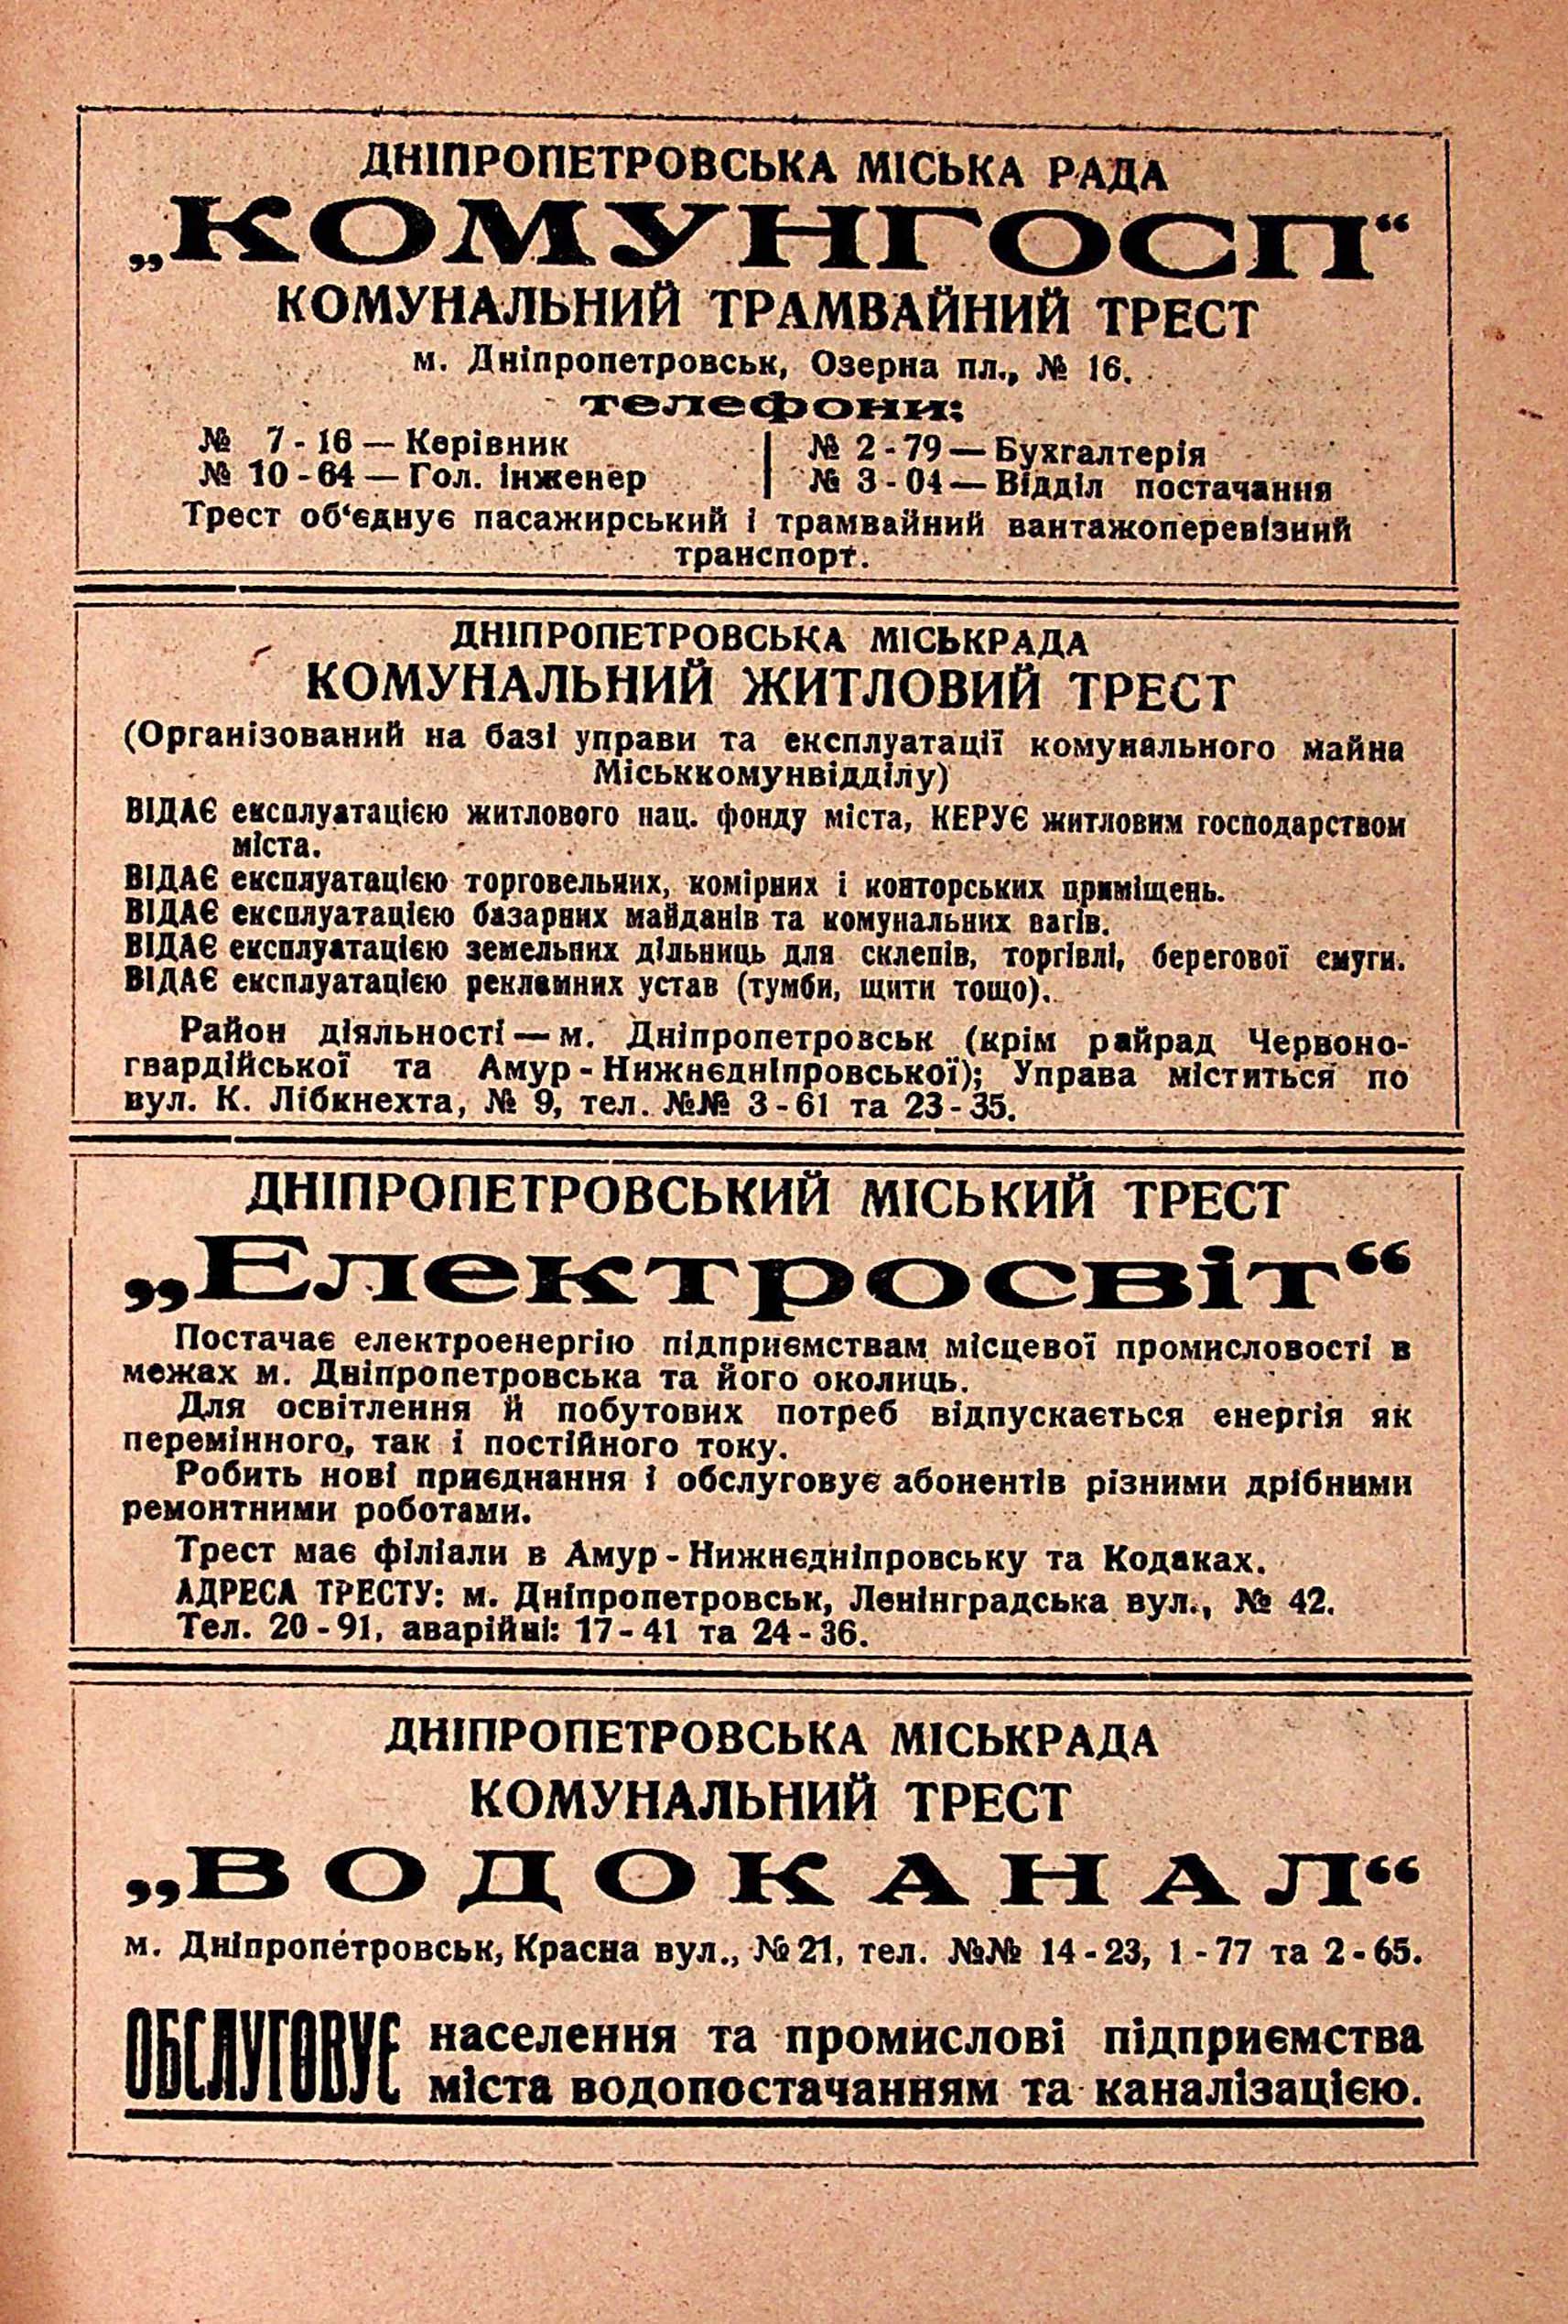 ДНІПРОПЕТРОВСЬКА МІСЬКА РАДА
„КОМУНГОСП“
КОМУНАЛЬНИЙ ТРАМВАЙНИЙ ТРЕСТ
м. Дніпропетровськ, Озерна пл., № 16.
телефони:
№ 7-16 — Керівник | № 2-79 — Бухгалтерія
№ 10-64 — Гол. інженер | № 3-04 — Відділ постачання
Трест об‘єднує пасажирський і трамвайний вантажоперевізний
транспорт.
ДНІПРОПЕТРОВСЬКА МІСЬКРАДА
КОМУНАЛЬНИЙ ЖИТЛОВИЙ ТРЕСТ
(Організований на базі управи та експлуатації комунального майна
Міськкомунвідділу)
ВІДАЄ експлуатацією житлового нац. фонду міста, КЕРУЄ житловим господарством
міста.
ВІДАЄ експлуатацією торговельних, комірних і конторських приміщень.
ВІДАЄ експлуатацією базарних майданів та комунальних вагів.
ВІДАЄ експлуатацією земельних дільниць для склепів, торгівлі, берегової смуги.
ВІДАЄ експлуатацією рекламних устав (тумби, щити тощо).
Район діяльності — м. Дніпропетровськ (крім райрад Червоно-
гвардійської та Амур-Нижнєдніпровської); Управа міститься по
вул. К. Лібкнехта, № 9, тел. №№ 3-61 та 23-35.
ДНІПРОПЕТРОВСЬКИЙ МІСЬКИЙ ТРЕСТ
„Електросвіт“
Постачає електроенергію підприємствам місцевої промисловості в
межах м. Дніпропетровська та його околиць.
Для освітлення й побутових потреб відпускається енергія як
перемінного, так і постійного току.
Робить нові приєднання і обслуговує абонентів різними дрібними
ремонтними роботами.
Трест має філіали в Амур-Нижнєдніпровську та Кодаках.
АДРЕСА ТРЕСТУ: м. Дніпропетровськ, Ленінградська вул., № 42.
Тел. 20-91, аварійні: 17-41 та 24-36.
ДНІПРОПЕТРОВСЬКА МІСЬКРАДА
КОМУНАЛЬНИЙ ТРЕСТ
„ВОДОКАНАЛ“
м. Дніпропетровськ, Красна вул., № 21, тел. №№ 14-23, 1-77 та 2-65.
ОБСЛУГОВУЄ населення та промислові підприємства
міста водопостачанням та каналізацією.